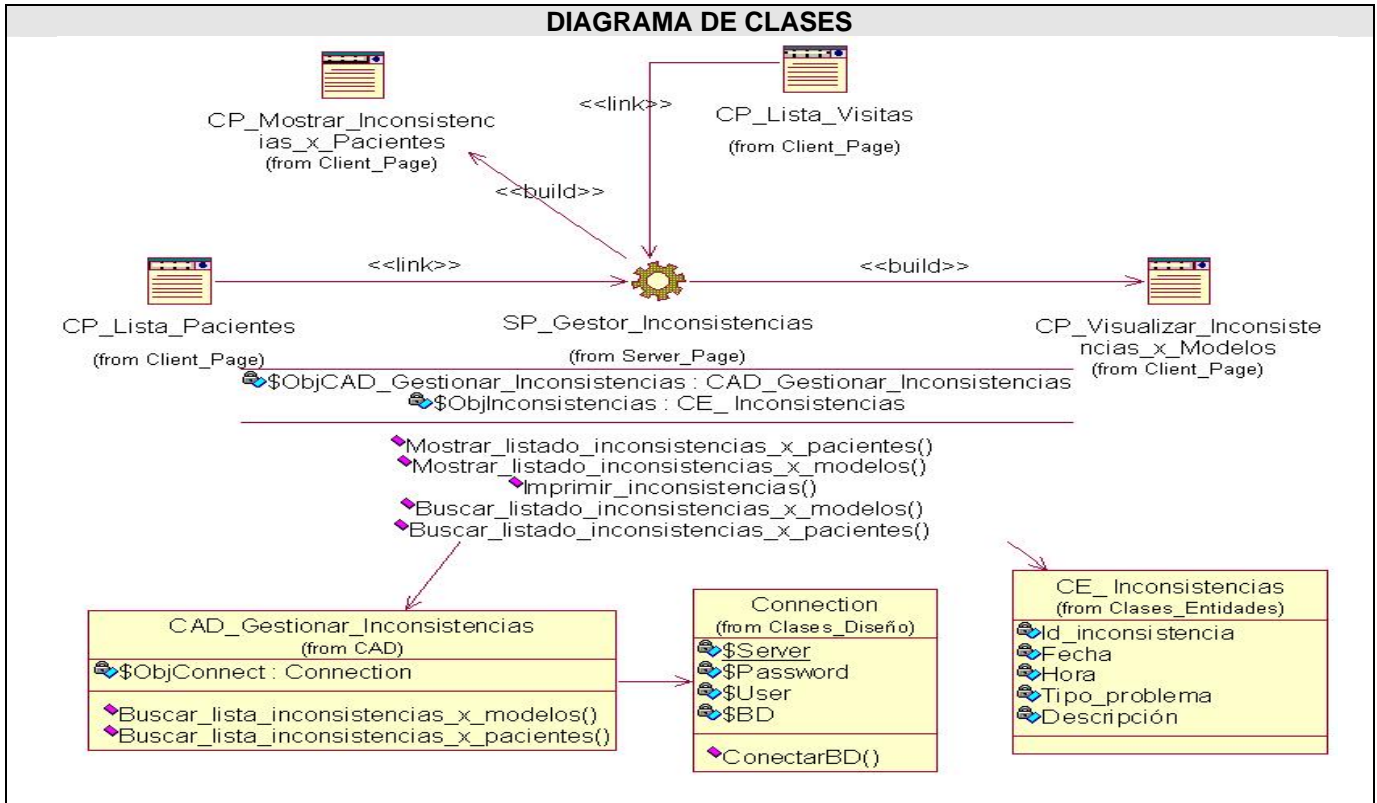 DIAGRAMA DE CLASES
CP_Mostrar_Inconsistenc
ias_x_Pacientes
(from Client_Page)
<<link>>
CP_Lista_Visitas
(from Client_Page)
<<build>>
<<link>>
<<build>>
CP_Lista_Pacientes
(from Client_Page)
SP_Gestor_Inconsistencias
(from Server_Page)
CP_Visualizar_Inconsiste
ncias_x_Modelos
(from Client_Page)
$ObjCAD_Gestionar_Inconsistencias : CAD_Gestionar_Inconsistencias
$ObjInconsistencias : CE_ Inconsistencias
Mostrar_listado_inconsistencias_x_pacientes()
Mostrar_listado_inconsistencias_x_modelos()
Imprimir_inconsistencias()
Buscar_listado_inconsistencias_x_modelos()
Buscar_listado_inconsistencias_x_pacientes()
CAD_Gestionar_Inconsistencias
(from CAD)
$ObjConnect : Connection
Buscar_lista_inconsistencias_x_modelos()
Buscar_lista_inconsistencias_x_pacientes()
Connection
(from Clases_Diseño)
$Server
$Password
$User
$BD
ConectarBD()
CE_ Inconsistencias
(from Clases_Entidades)
Id_inconsistencia
Fecha
Hora
Tipo_problema
Descripción